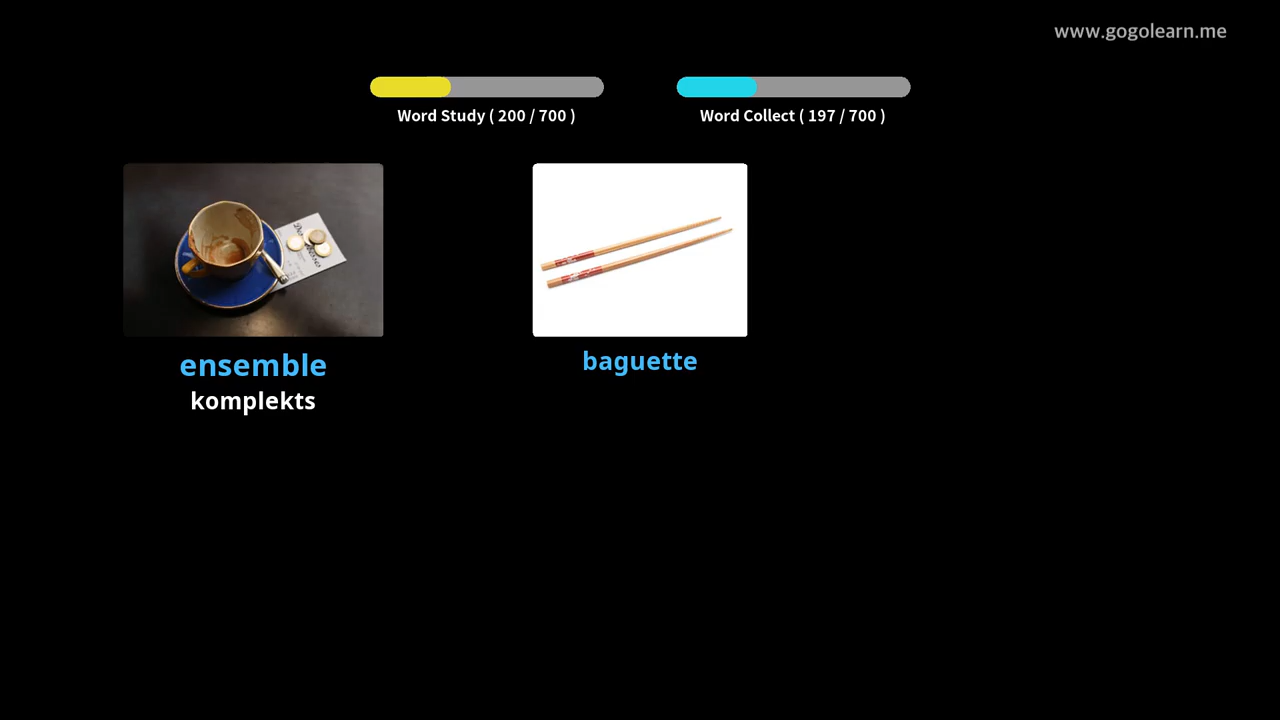 www.gogolearn.me
Word Study ( 200 / 700 )
Word Collect ( 197 / 700 )
ensemble
komplekts
baguette